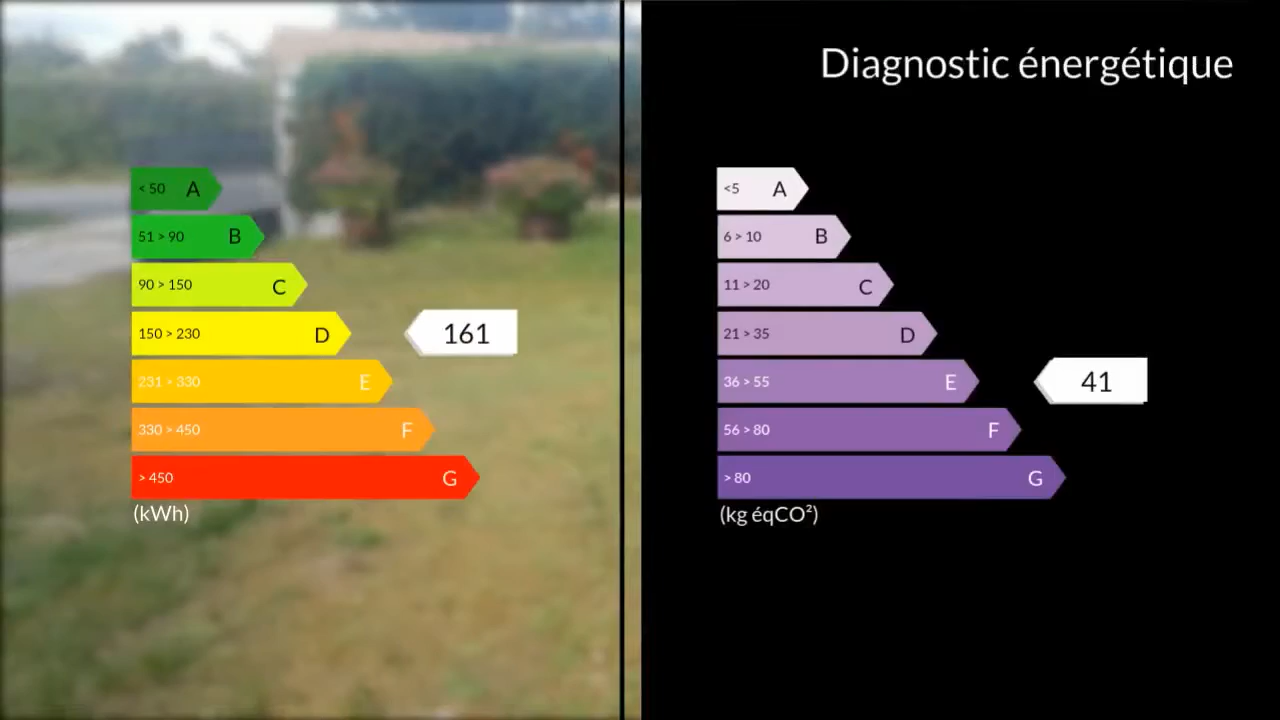 Diagnostic énergétique
< 50 A
51 > 90 B
90 > 150 C
150 > 230 D
161
231 > 330 E
330 > 450 F
> 450 G
(kWh)
<5 A
6 > 10 B
11 > 20 C
21 > 35 D
36 > 55 E
41
56 > 80 F
> 80 G
(kg éqCO²)